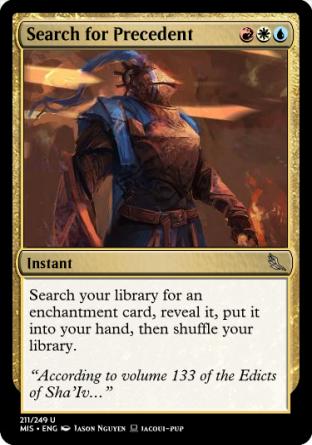 Search for Precedent
Instant
Search your library for an
enchantment card, reveal it, put it
into your hand, then shuffle your
library.
“According to volume 133 of the Edicts
of Sha’Iv…”
211/249 U
MIS • ENG Jason Nguyen jacqui-pup